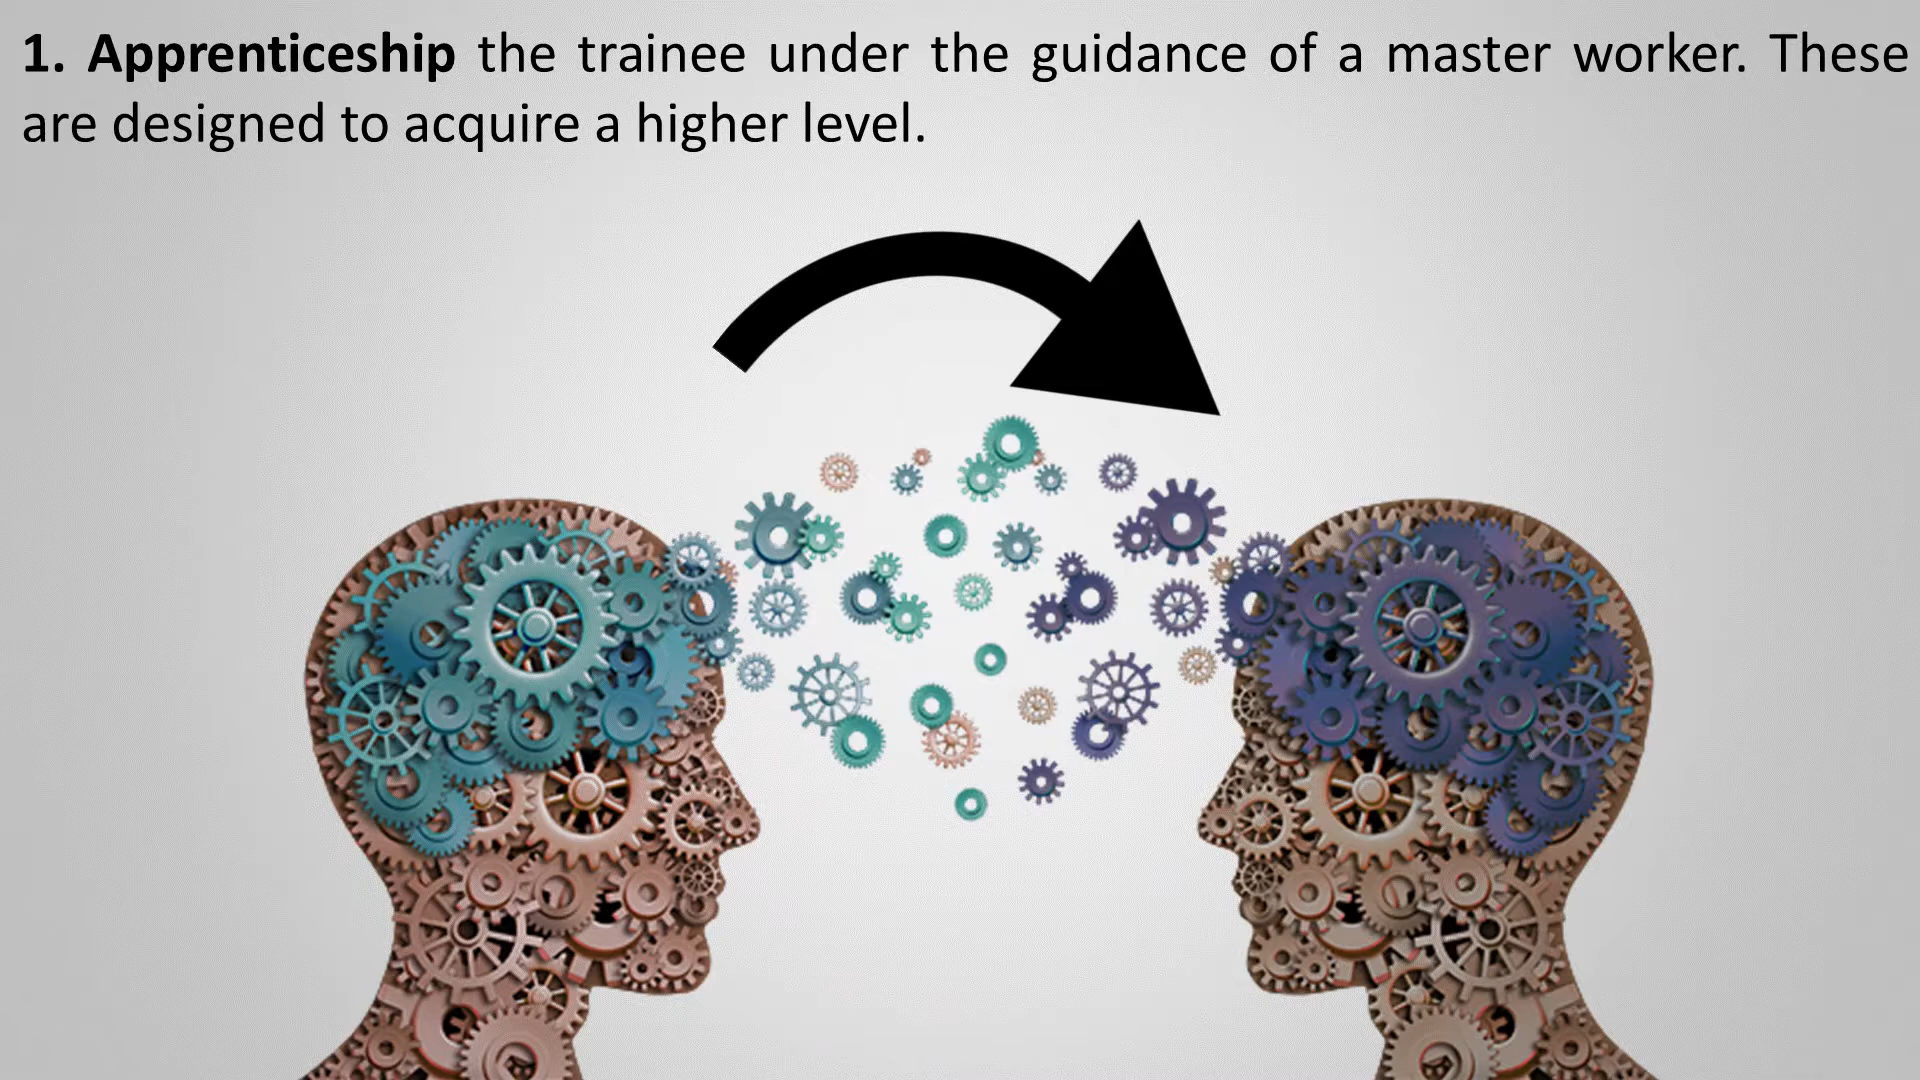 1. Apprenticeship the trainee under the guidance of a master worker. These
are designed to acquire a higher level.